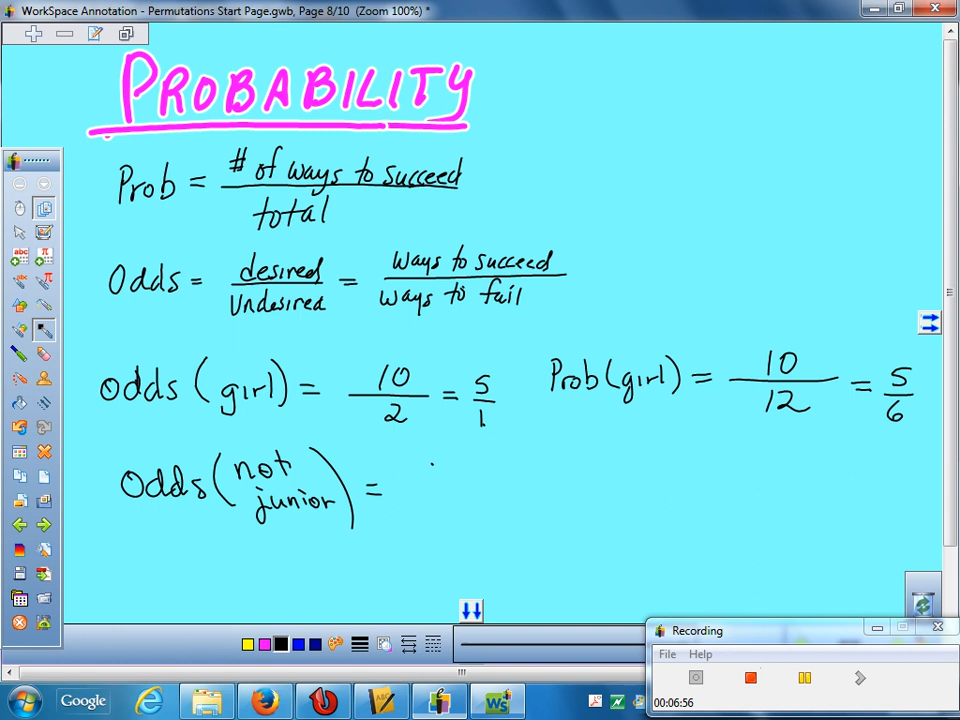 WorkSpace Annotation - Permutations Start Page.gwb, Page 8/10 (Zoom 100%) *
PROBABILITY
Prob = # of ways to succeed / total
Odds = desired / Undesired = ways to succeed / ways to fail
Odds (girl) = 10 / 2 = 5 / 1
Prob (girl) = 10 / 12 = 5 / 6
Odds (not junior) =
Recording
File Help
00:06:56
Google